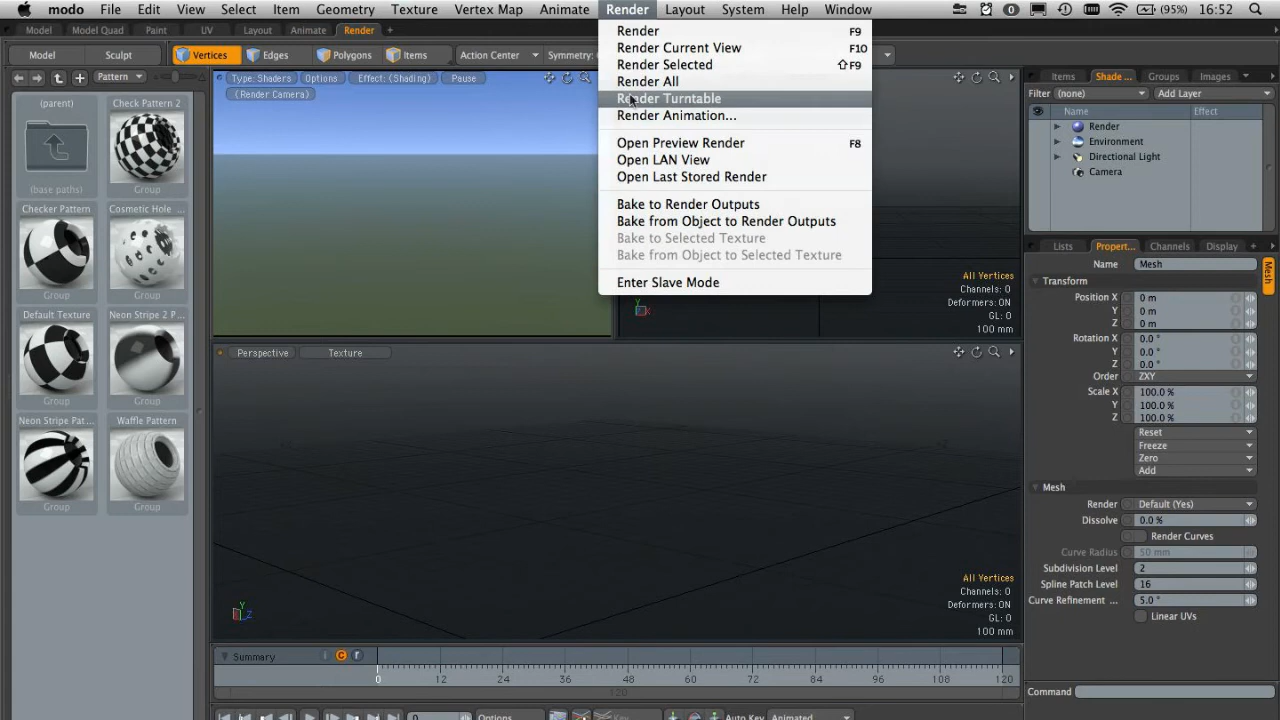 modo File Edit View Select Item Geometry Texture Vertex Map Animate Render Layout System Help Window (95%) 16:52
Model Model Quad Paint UV Layout Animate Render
Model Sculpt Vertices Edges Polygons Items Action Center Symmetry:
Render F9
Render Current View F10
Render Selected ⇧F9
Render All
Render Turntable
Render Animation...
Open Preview Render F8
Open LAN View
Open Last Stored Render
Bake to Render Outputs
Bake from Object to Render Outputs
Bake to Selected Texture
Bake from Object to Selected Texture
Enter Slave Mode
Pattern
(parent) Check Pattern 2
(base paths) Group
Checker Pattern Cosmetic Hole ...
Group Group
Default Texture Neon Stripe 2 P...
Group Group
Neon Stripe Pat... Waffle Pattern
Group Group
Type: Shaders Options Effect: (Shading) Pause
(Render Camera)
All Vertices
Channels: 0
Deformers: ON
GL: 0
100 mm
Y
X
Perspective Texture
All Vertices
Channels: 0
Deformers: ON
GL: 0
100 mm
Y
Z
Summary
0 12 24 36 48 60 72 84 96 108 120
120
0 Options Key Auto Key Animated
Items Shade ... Groups Images
Filter (none) Add Layer
Name Effect
Render
Environment
Directional Light
Camera
Lists Propert... Channels Display
Name Mesh
Mesh
Transform
Position X 0 m
Y 0 m
Z 0 m
Rotation X 0.0 °
Y 0.0 °
Z 0.0 °
Order ZXY
Scale X 100.0 %
Y 100.0 %
Z 100.0 %
Reset
Freeze
Zero
Add
Mesh
Render Default (Yes)
Dissolve 0.0 %
Render Curves
Curve Radius 50 mm
Subdivision Level 2
Spline Patch Level 16
Curve Refinement ... 5.0 °
Linear UVs
Command